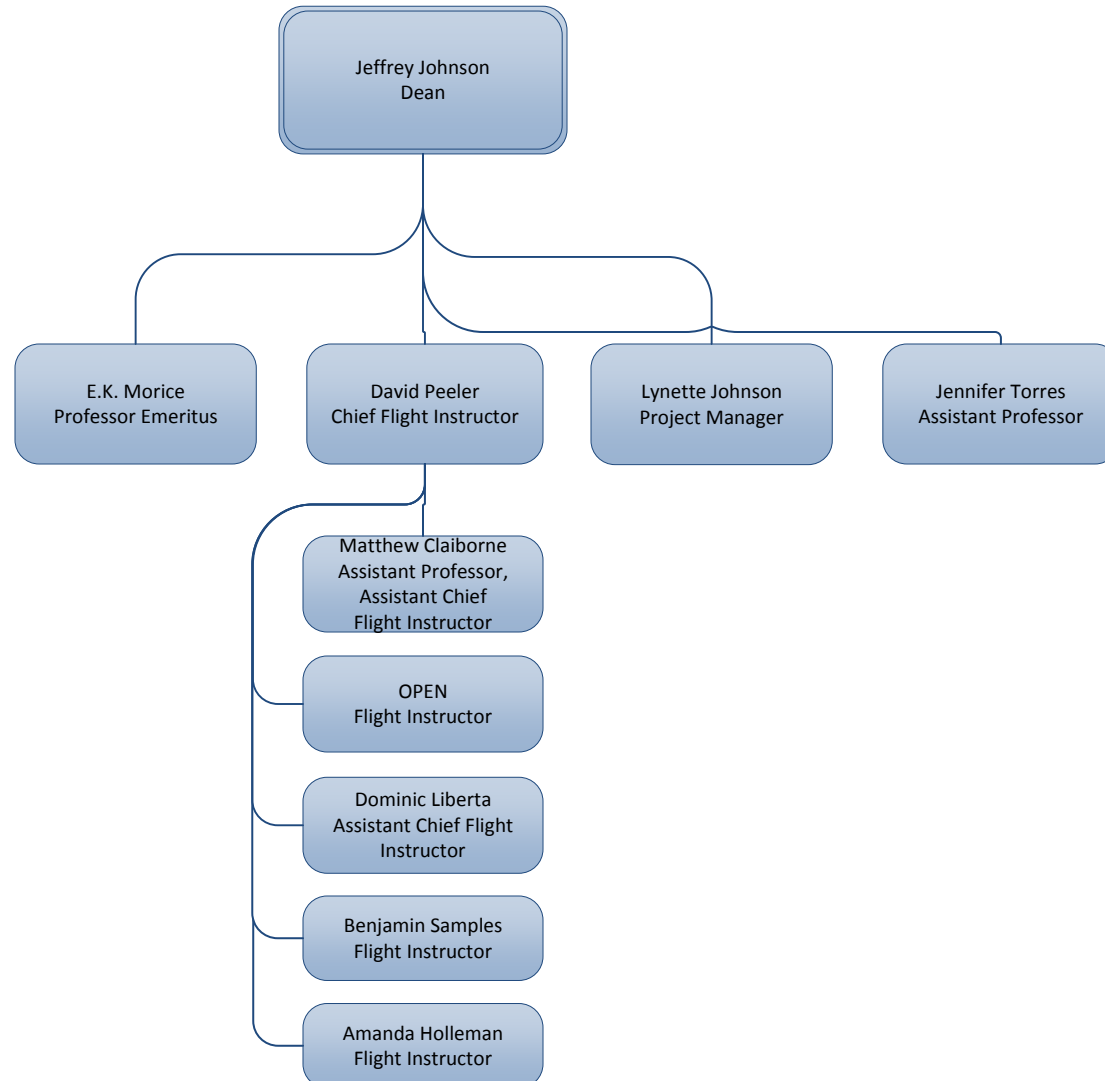 Jeffrey Johnson
Dean
E.K. Morice
Professor Emeritus
David Peeler
Chief Flight Instructor
Lynette Johnson
Project Manager
Jennifer Torres
Assistant Professor
Matthew Claiborne
Assistant Professor,
Assistant Chief
Flight Instructor
OPEN
Flight Instructor
Dominic Liberta
Assistant Chief Flight
Instructor
Benjamin Samples
Flight Instructor
Amanda Holleman
Flight Instructor